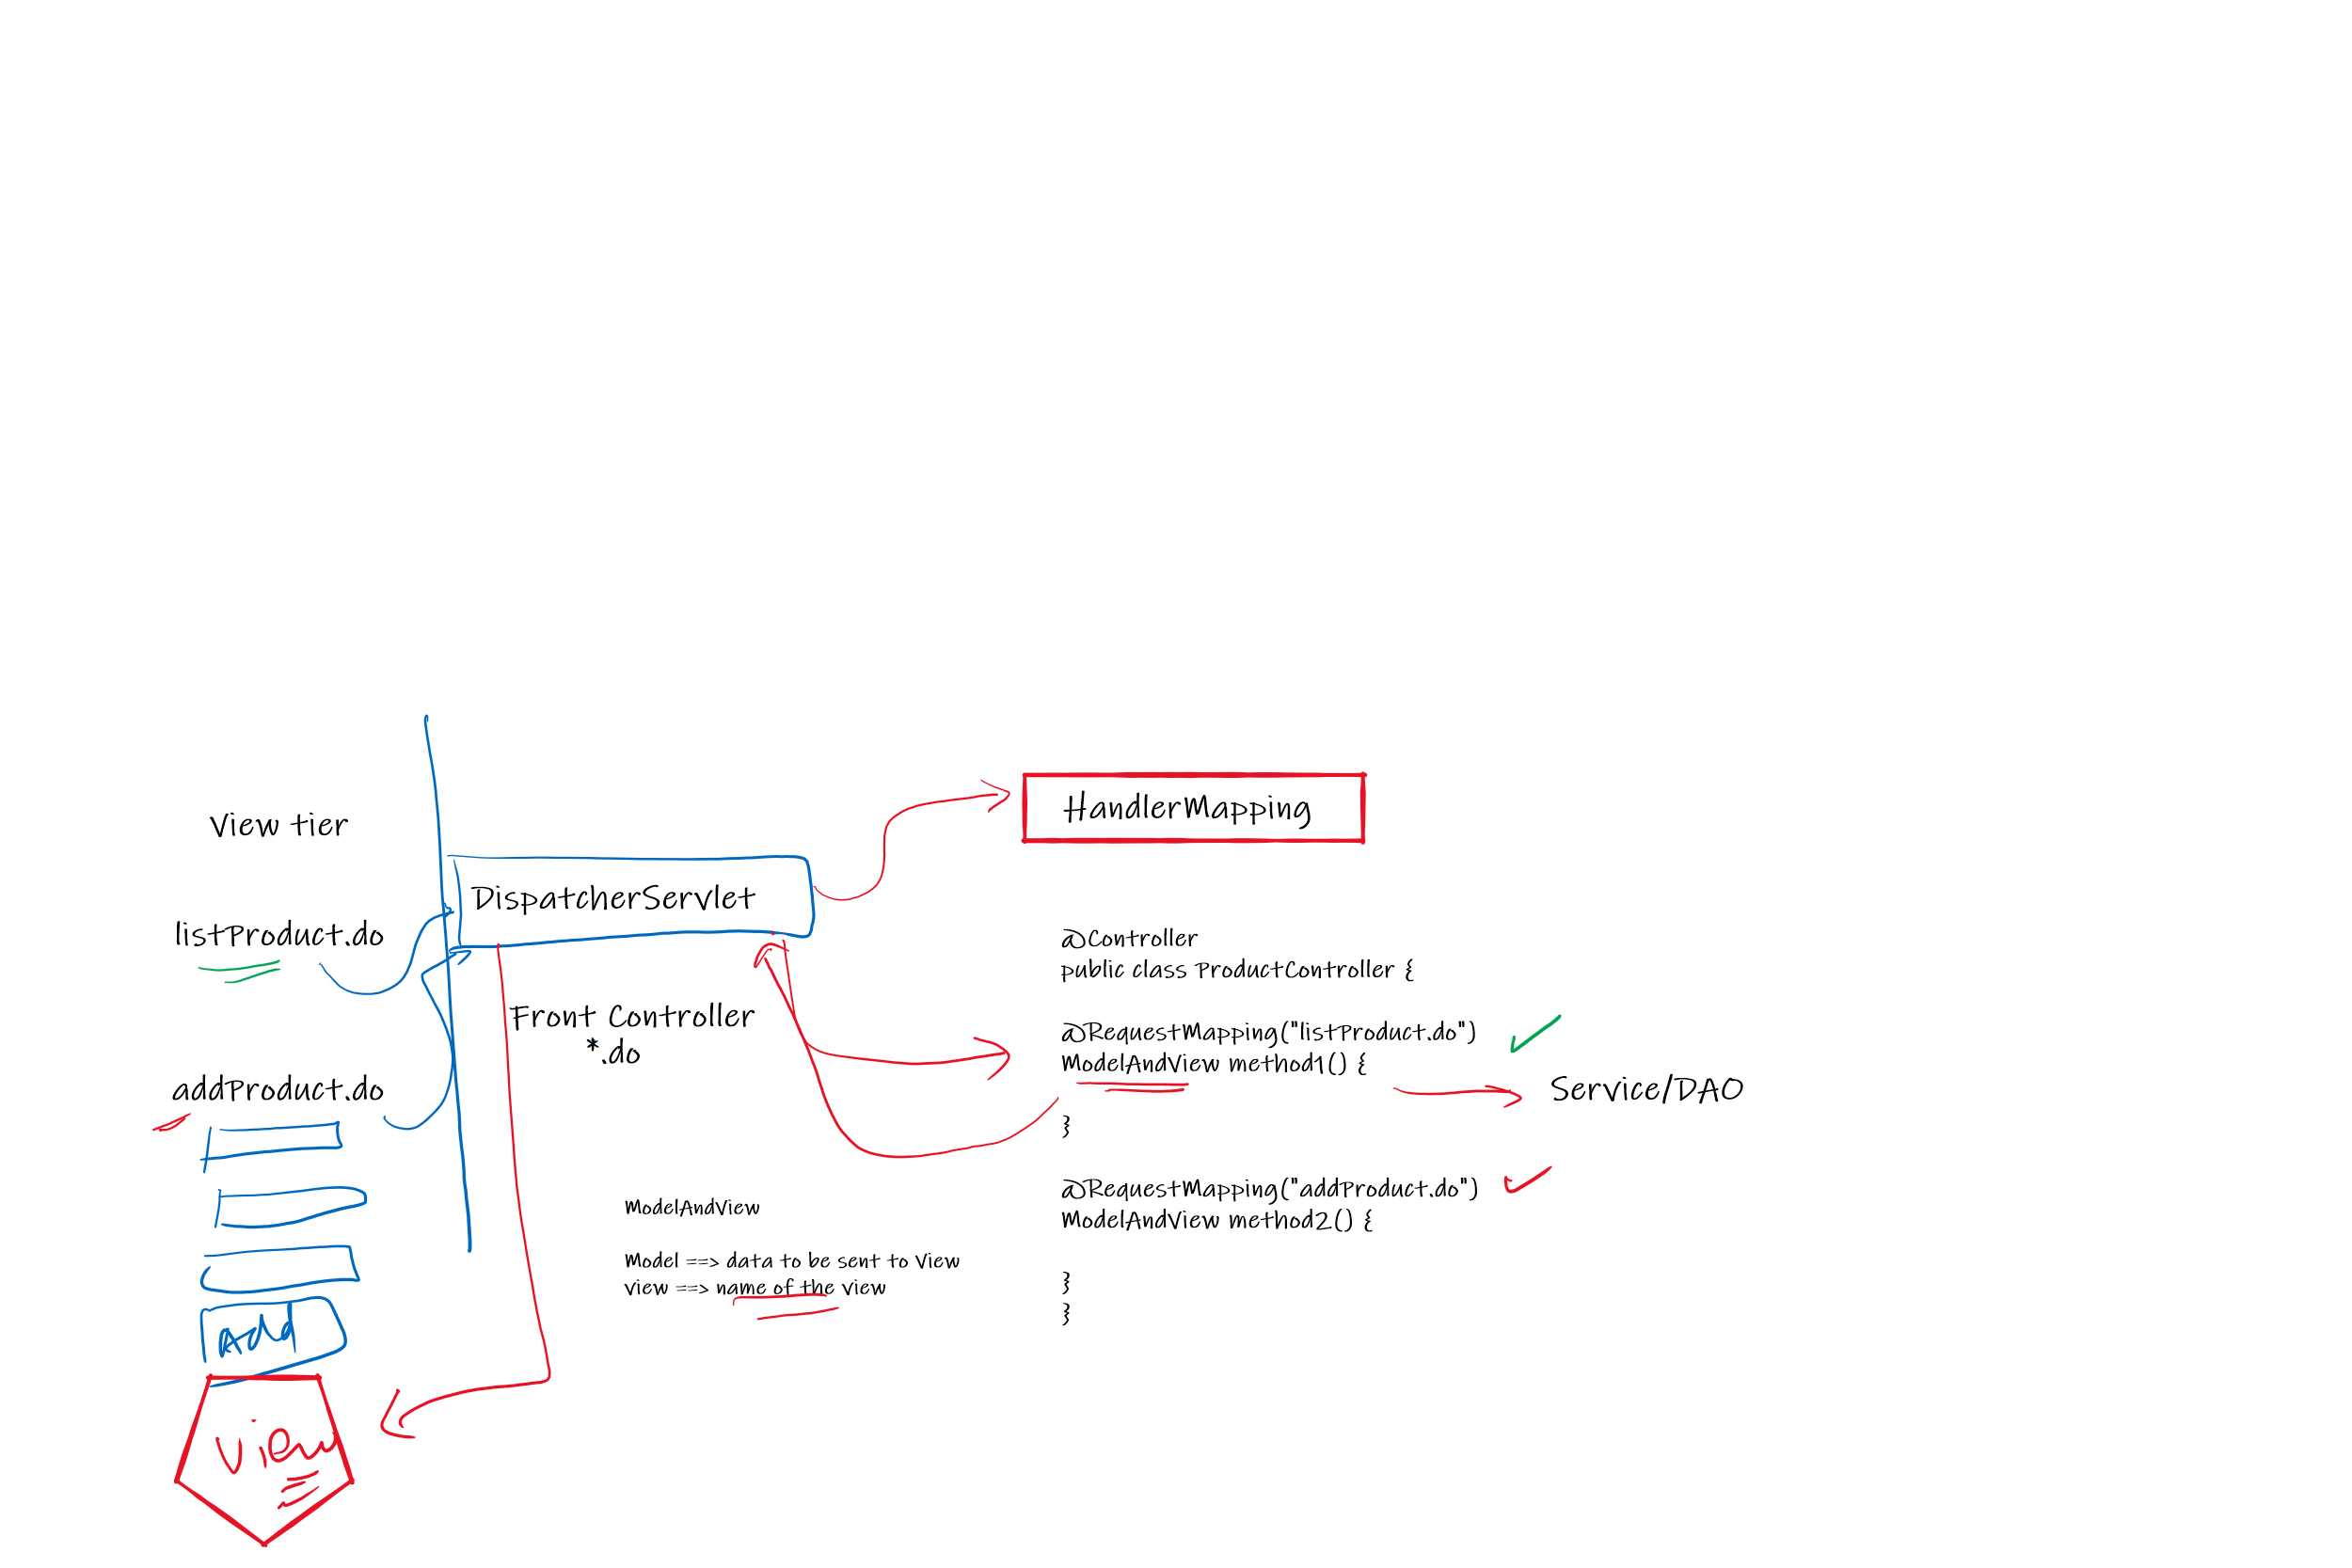 View tier
listProduct.do
addProduct.do
Add
View
DispatcherServlet
Front Controller
*.do
ModelAndView
Model ==> data to be sent to View
view ==> name of the view
HandlerMapping
@Controller
public class ProductController {
@RequestMapping("listProduct.do")
ModelAndView method1() {
}
@RequestMapping("addProduct.do")
ModelAndView method2() {
}
}
Service/DAO